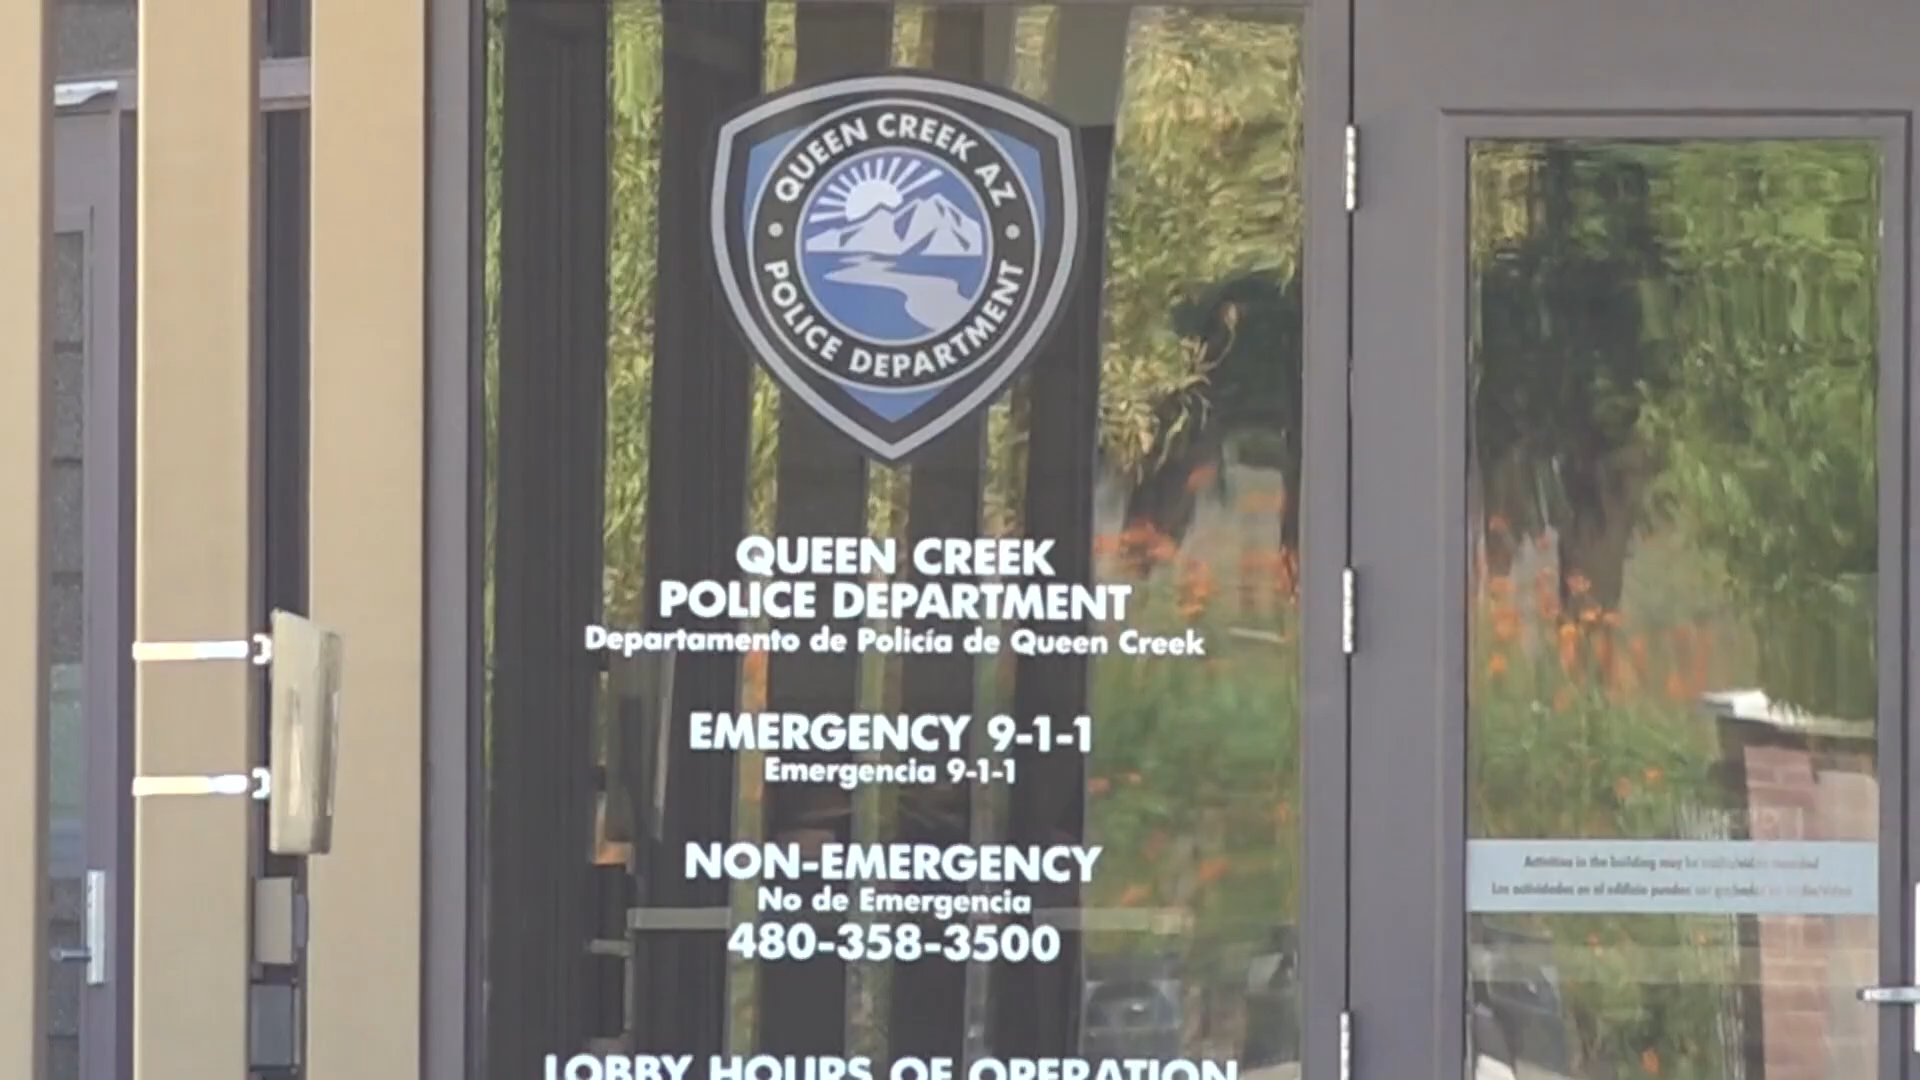 QUEEN CREEK AZ
POLICE DEPARTMENT
QUEEN CREEK
POLICE DEPARTMENT
Departamento de Policía de Queen Creek
EMERGENCY 9-1-1
Emergencia 9-1-1
NON-EMERGENCY
No de Emergencia
480-358-3500
LOBBY HOURS OF OPERATION
Activities in the building may be recorded
Las actividades en el edificio pueden ser